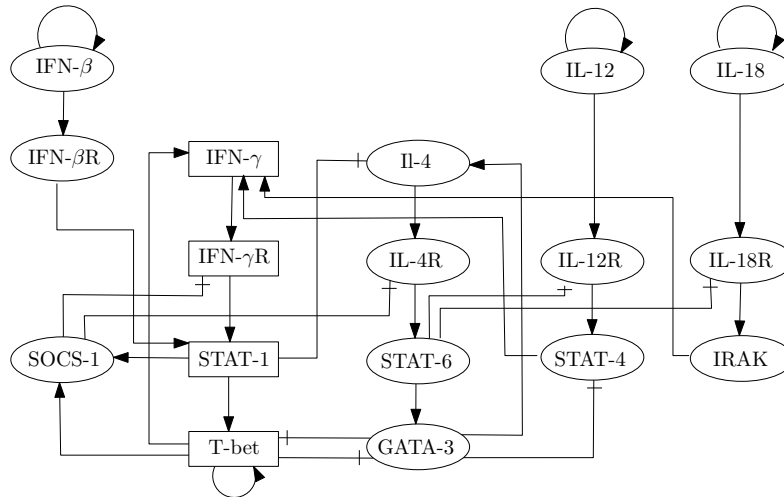 IFN-β
IL-12
IL-18
IFN-βR
IFN-γ
Il-4
IFN-γR
IL-4R
IL-12R
IL-18R
SOCS-1
STAT-1
STAT-6
STAT-4
IRAK
T-bet
GATA-3